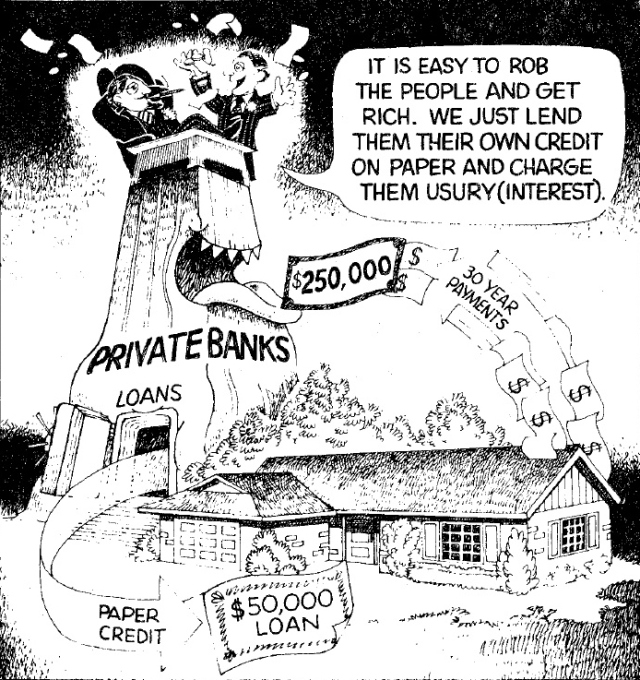 IT IS EASY TO ROB
THE PEOPLE AND GET
RICH. WE JUST LEND
THEM THEIR OWN CREDIT
ON PAPER AND CHARGE
THEM USURY (INTEREST).
$250,000
$
$
30 YEAR
PAYMENTS
$
$
$
$
PRIVATE BANKS
LOANS
PAPER
CREDIT
$50,000
LOAN